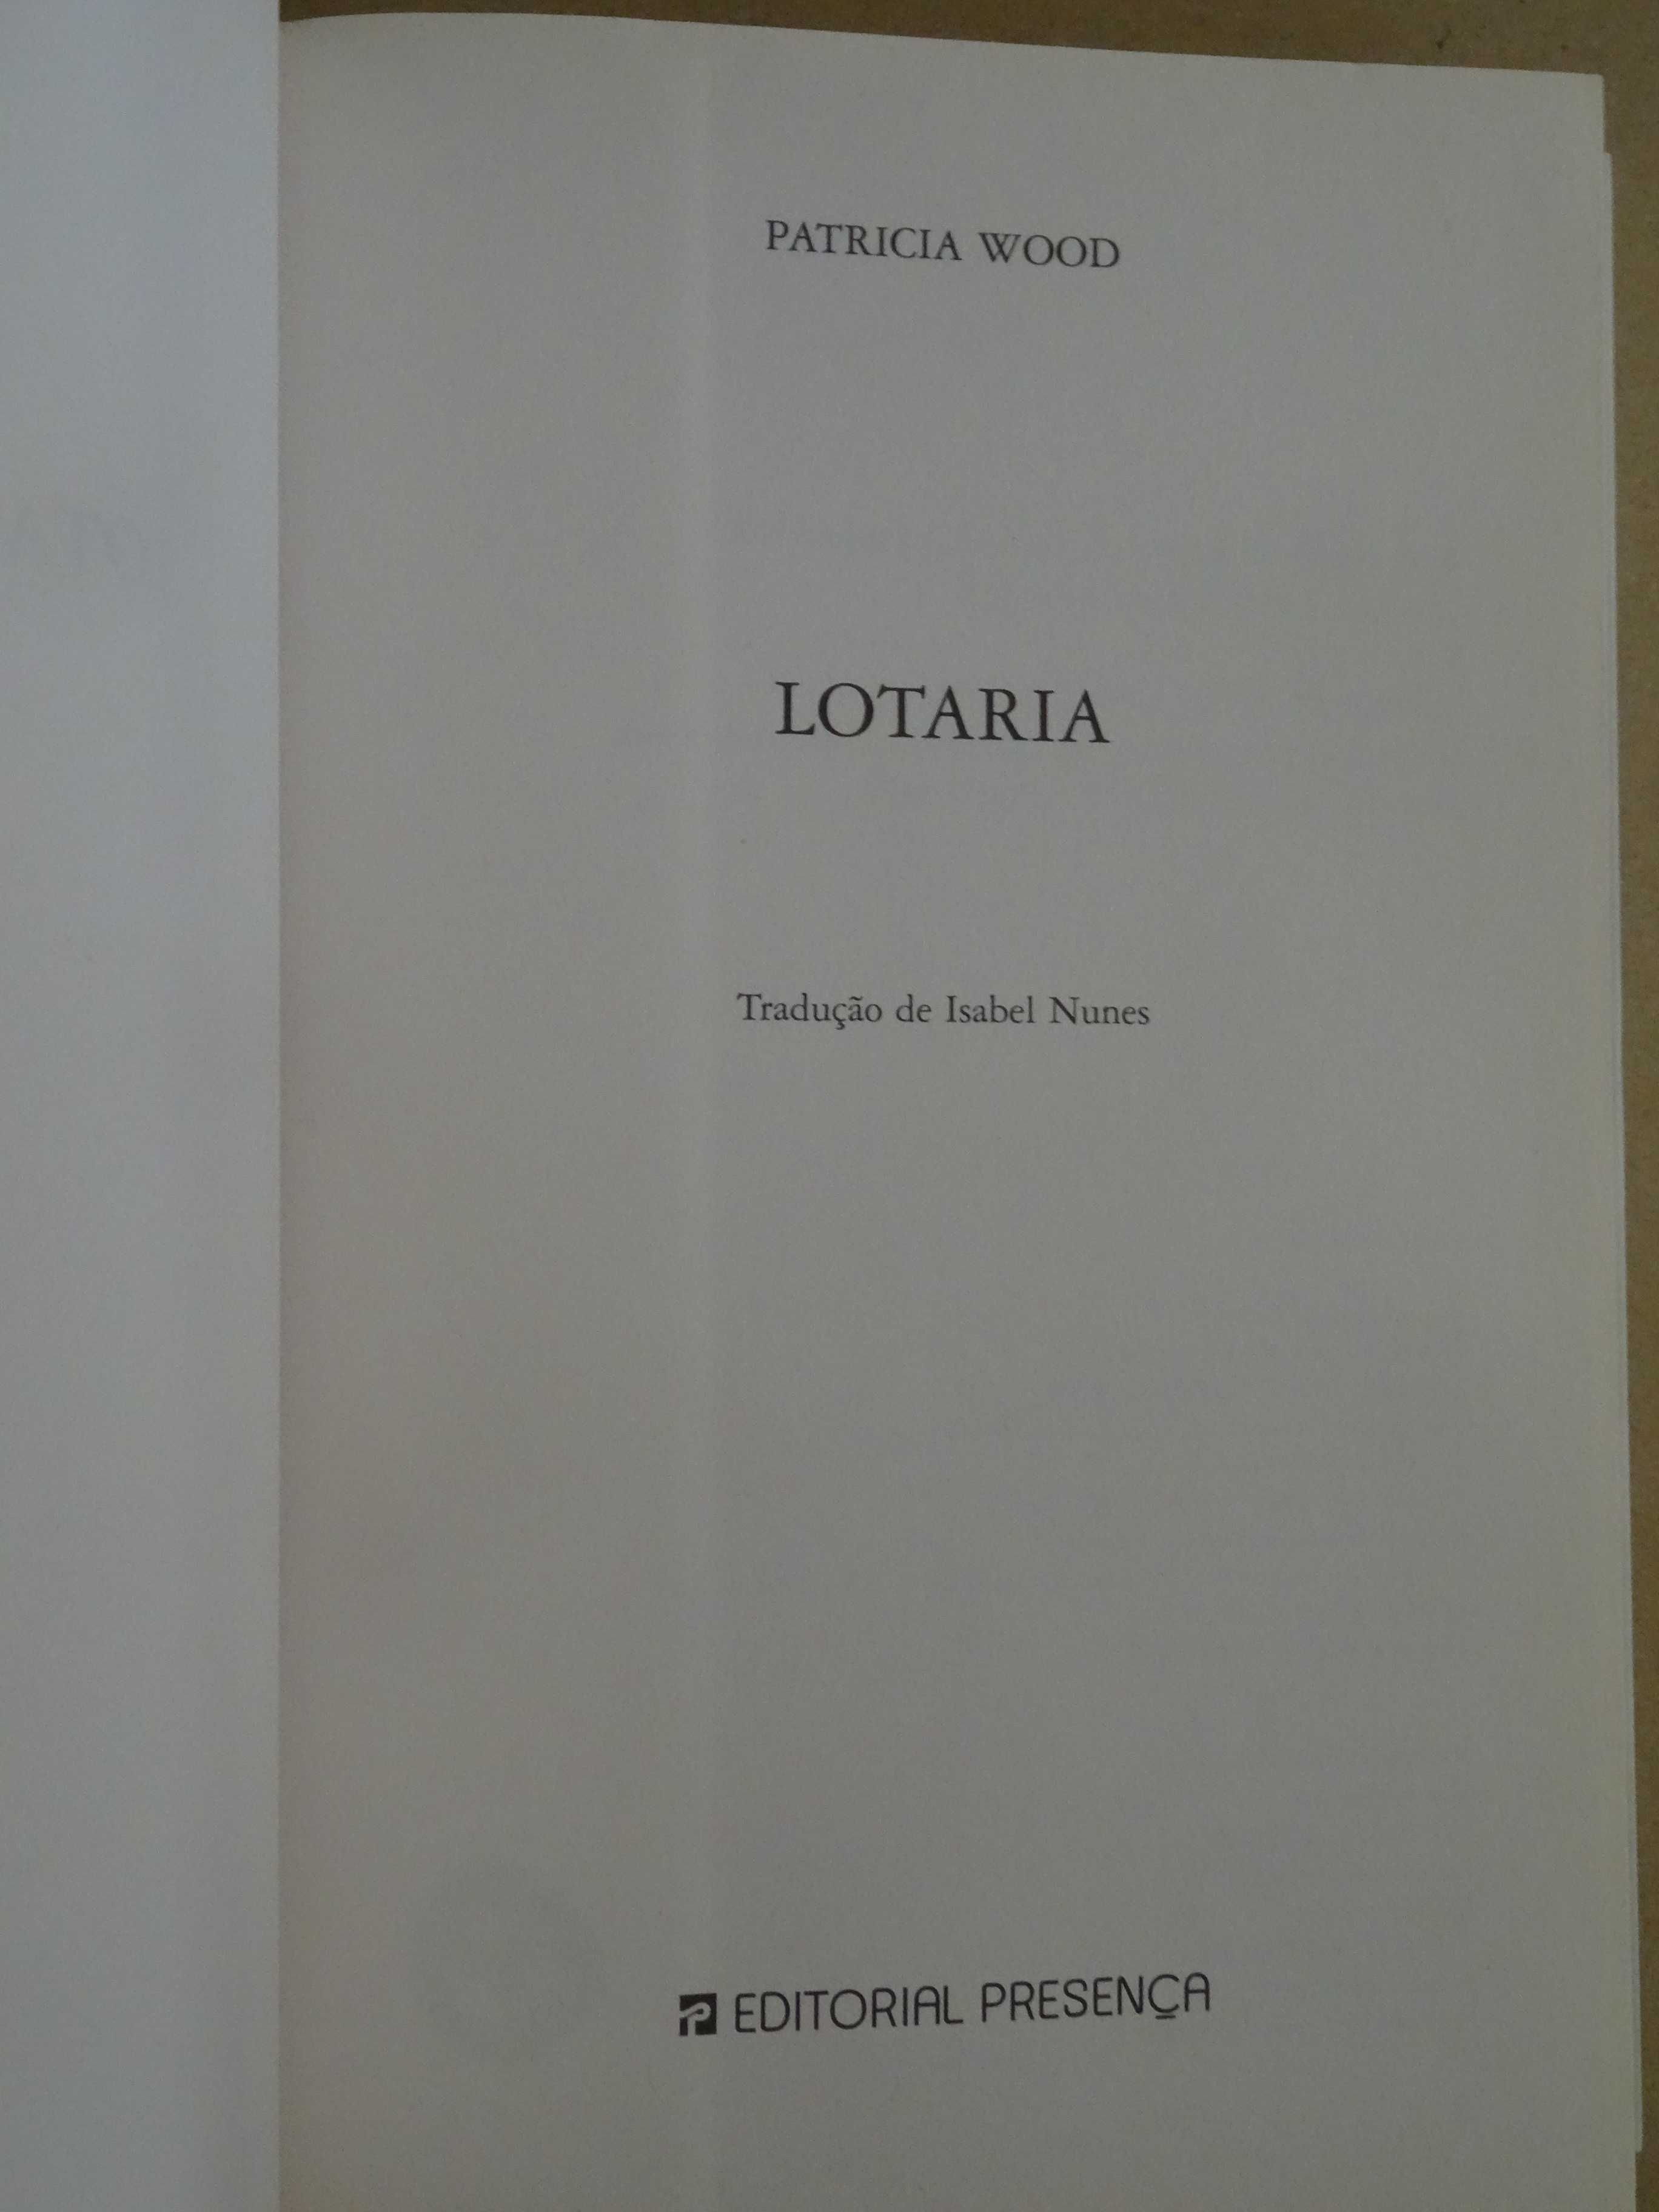 PATRICIA WOOD
LOTARIA
Tradução de Isabel Nunes
EDITORIAL PRESENÇA